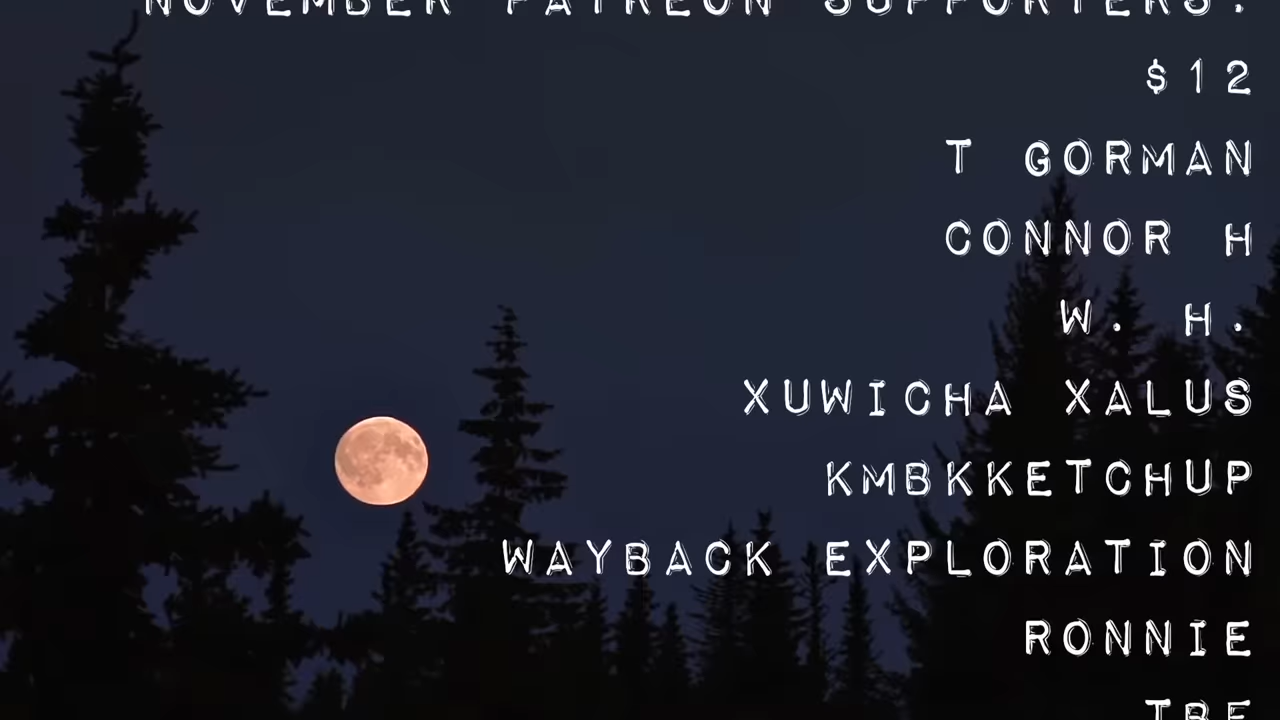 NOVEMBER PATREON SUPPORTERS:
$12
T GORMAN
CONNOR H
W. H.
XUWICHA XALUS
KMBKKETCHUP
WAYBACK EXPLORATION
RONNIE